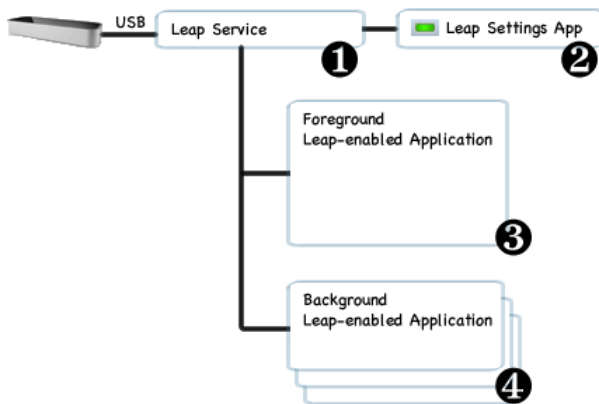 USB
Leap Service
1
Leap Settings App
2
Foreground
Leap-enabled Application
3
Background
Leap-enabled Application
4